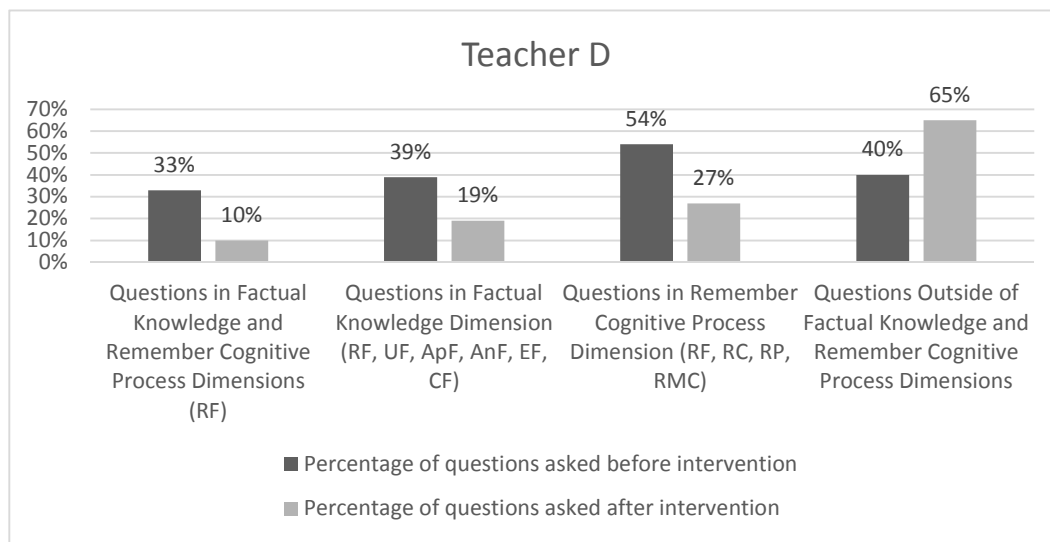 Teacher D
70%
60%
50%
40%
30%
20%
10%
0%
33%
10%
39%
19%
54%
27%
40%
65%
Questions in Factual
Knowledge and
Remember Cognitive
Process Dimensions
(RF)
Questions in Factual
Knowledge Dimension
(RF, UF, ApF, AnF, EF,
CF)
Questions in Remember
Cognitive Process
Dimension (RF, RC, RP,
RMC)
Questions Outside of
Factual Knowledge and
Remember Cognitive
Process Dimensions
Percentage of questions asked before intervention
Percentage of questions asked after intervention